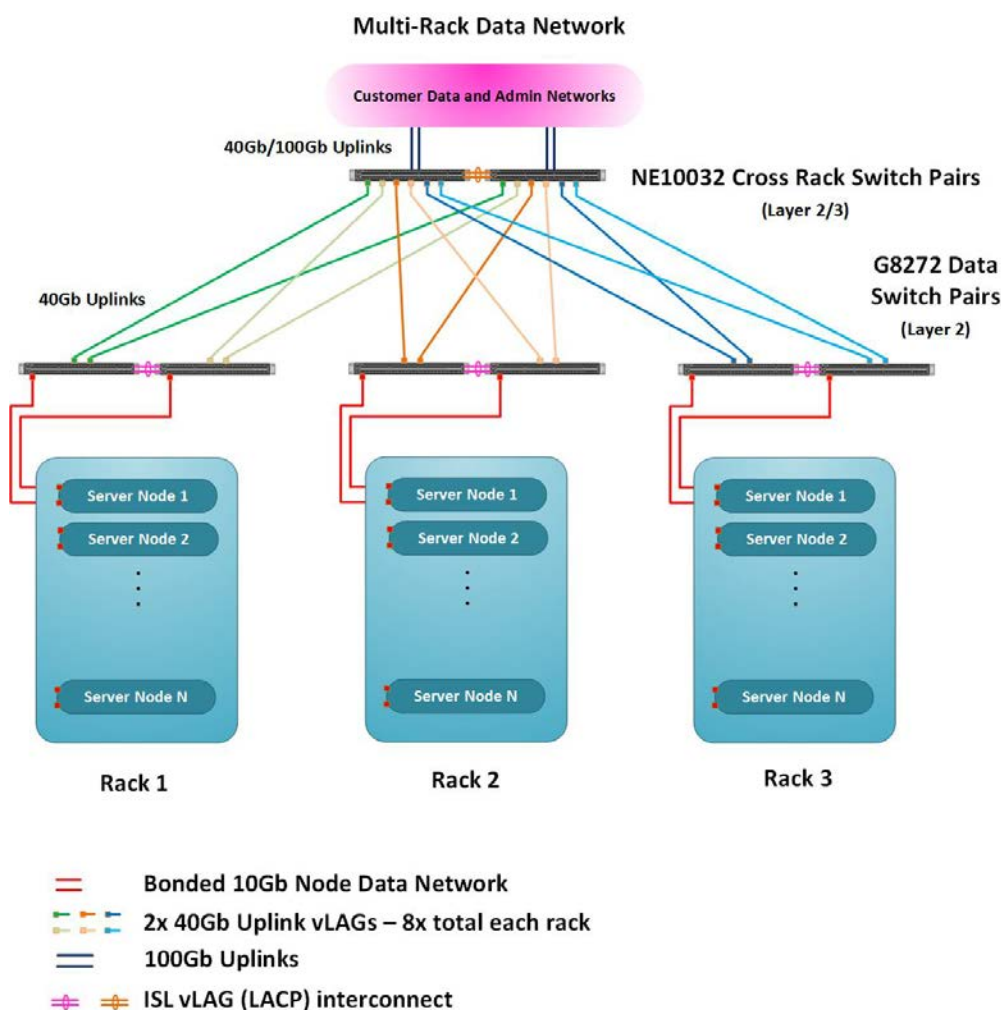 Multi-Rack Data Network
Customer Data and Admin Networks
40Gb/100Gb Uplinks
NE10032 Cross Rack Switch Pairs
(Layer 2/3)
G8272 Data
Switch Pairs
(Layer 2)
40Gb Uplinks
Server Node 1
Server Node 2
Server Node N
Rack 1
Server Node 1
Server Node 2
Server Node N
Rack 2
Server Node 1
Server Node 2
Server Node N
Rack 3
Bonded 10Gb Node Data Network
2x 40Gb Uplink vLAGs – 8x total each rack
100Gb Uplinks
ISL vLAG (LACP) interconnect